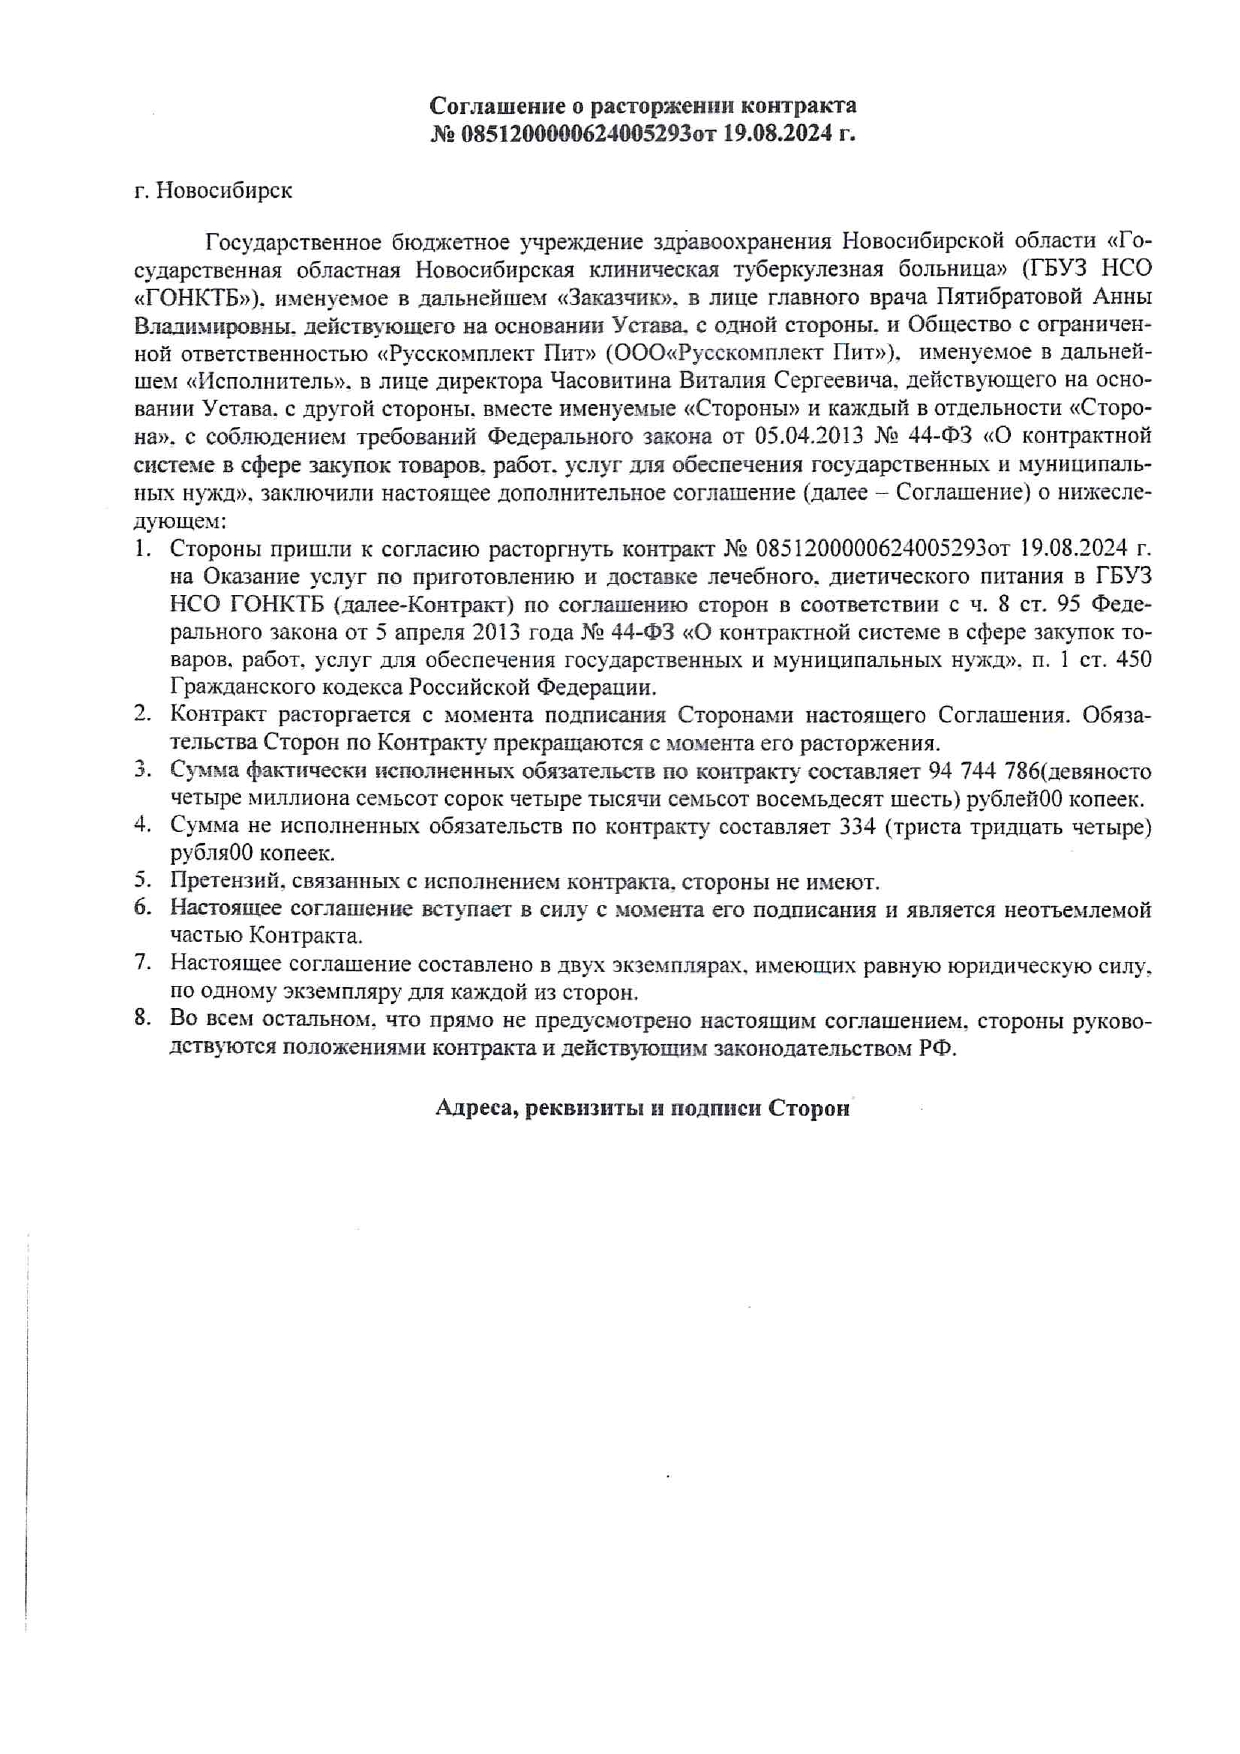 Соглашение о расторжении контракта
№ 0851200000624005293от 19.08.2024 г.
г. Новосибирск
Государственное бюджетное учреждение здравоохранения Новосибирской области «Го-
сударственная областная Новосибирская клиническая туберкулезная больница» (ГБУЗ НСО
«ГОНКТБ»), именуемое в дальнейшем «Заказчик», в лице главного врача Пятибратовой Анны
Владимировны, действующего на основании Устава, с одной стороны, и Общество с ограничен-
ной ответственностью «Русскомплект Пит» (ООО«Русскомплект Пит»), именуемое в дальней-
шем «Исполнитель», в лице директора Часовитина Виталия Сергеевича, действующего на осно-
вании Устава, с другой стороны, вместе именуемые «Стороны» и каждый в отдельности «Сторо-
на», с соблюдением требований Федерального закона от 05.04.2013 № 44-ФЗ «О контрактной
системе в сфере закупок товаров, работ, услуг для обеспечения государственных и муниципаль-
ных нужд», заключили настоящее дополнительное соглашение (далее – Соглашение) о нижесле-
дующем:
1. Стороны пришли к согласию расторгнуть контракт № 0851200000624005293от 19.08.2024 г.
на Оказание услуг по приготовлению и доставке лечебного, диетического питания в ГБУЗ
НСО ГОНКТБ (далее-Контракт) по соглашению сторон в соответствии с ч. 8 ст. 95 Феде-
рального закона от 5 апреля 2013 года № 44-ФЗ «О контрактной системе в сфере закупок то-
варов, работ, услуг для обеспечения государственных и муниципальных нужд», п. 1 ст. 450
Гражданского кодекса Российской Федерации.
2. Контракт расторгается с момента подписания Сторонами настоящего Соглашения. Обяза-
тельства Сторон по Контракту прекращаются с момента его расторжения.
3. Сумма фактически исполненных обязательств по контракту составляет 94 744 786(девяносто
четыре миллиона семьсот сорок четыре тысячи семьсот восемьдесят шесть) рублей00 копеек.
4. Сумма не исполненных обязательств по контракту составляет 334 (триста тридцать четыре)
рубля00 копеек.
5. Претензий, связанных с исполнением контракта, стороны не имеют.
6. Настоящее соглашение вступает в силу с момента его подписания и является неотъемлемой
частью Контракта.
7. Настоящее соглашение составлено в двух экземплярах, имеющих равную юридическую силу,
по одному экземпляру для каждой из сторон.
8. Во всем остальном, что прямо не предусмотрено настоящим соглашением, стороны руково-
дствуются положениями контракта и действующим законодательством РФ.
Адреса, реквизиты и подписи Сторон